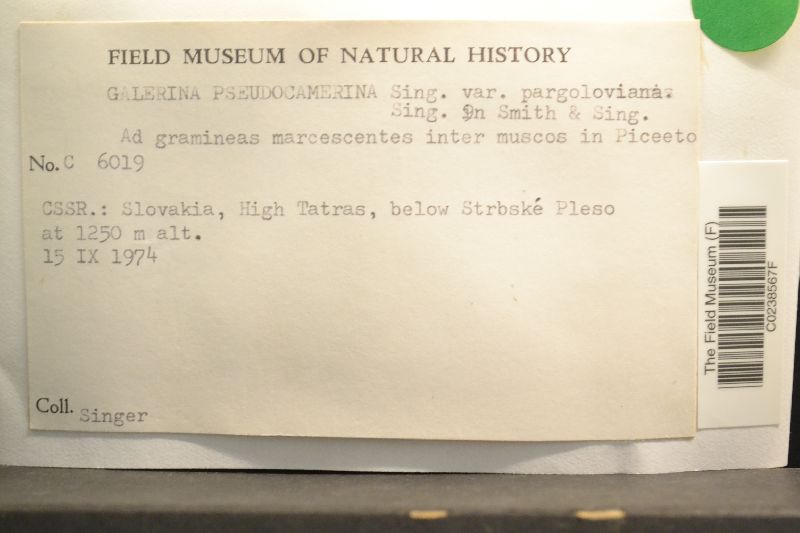 FIELD MUSEUM OF NATURAL HISTORY
GALERINA PSEUDOCAMERINA Sing. var. pargoloviana
Sing. in Smith & Sing.
Ad gramineas marcescentes inter muscos in Piceeto
No. C 6019
CSSR.: Slovakia, High Tatras, below Strbské Pleso
at 1250 m alt.
15 IX 1974
Coll. Singer
The Field Museum (F)
C0238567F